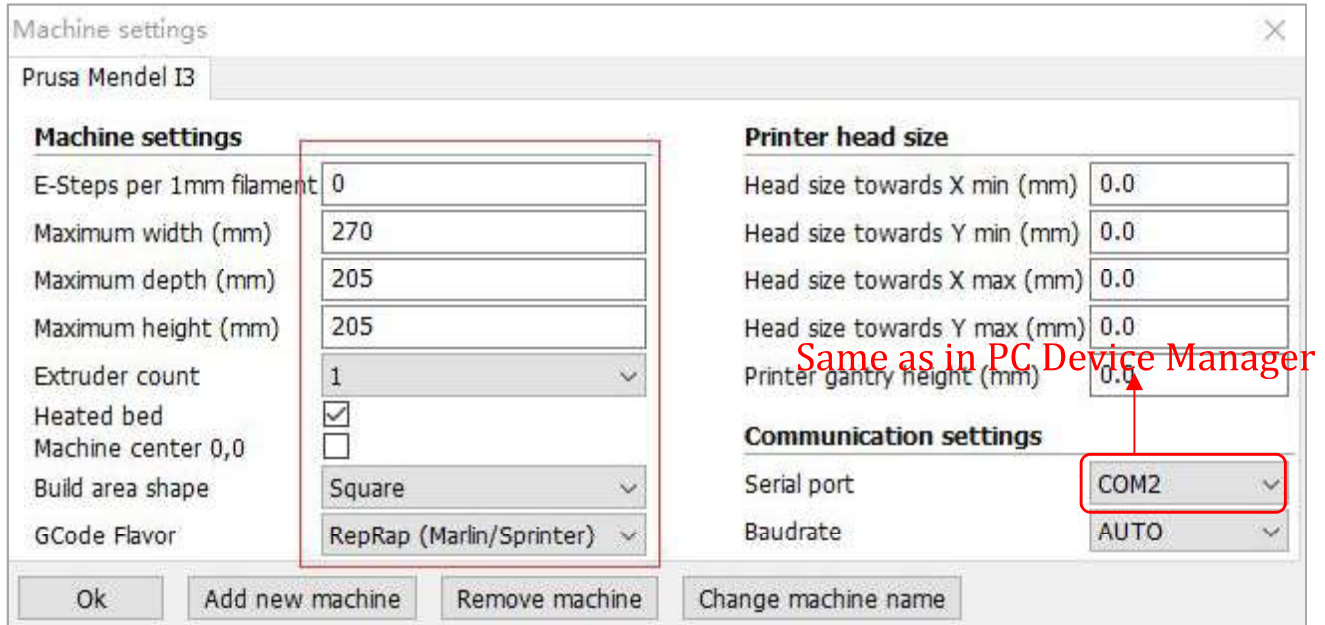 Machine settings
Prusa Mendel I3
Machine settings
E-Steps per 1mm filament 0
Maximum width (mm) 270
Maximum depth (mm) 205
Maximum height (mm) 205
Extruder count 1
Heated bed
Machine center 0,0
Build area shape Square
GCode Flavor RepRap (Marlin/Sprinter)
Printer head size
Head size towards X min (mm) 0.0
Head size towards Y min (mm) 0.0
Head size towards X max (mm) 0.0
Head size towards Y max (mm) 0.0
Same as in PC Device Manager
Printer gantry height (mm) 0.0
Communication settings
Serial port COM2
Baudrate AUTO
Ok Add new machine Remove machine Change machine name